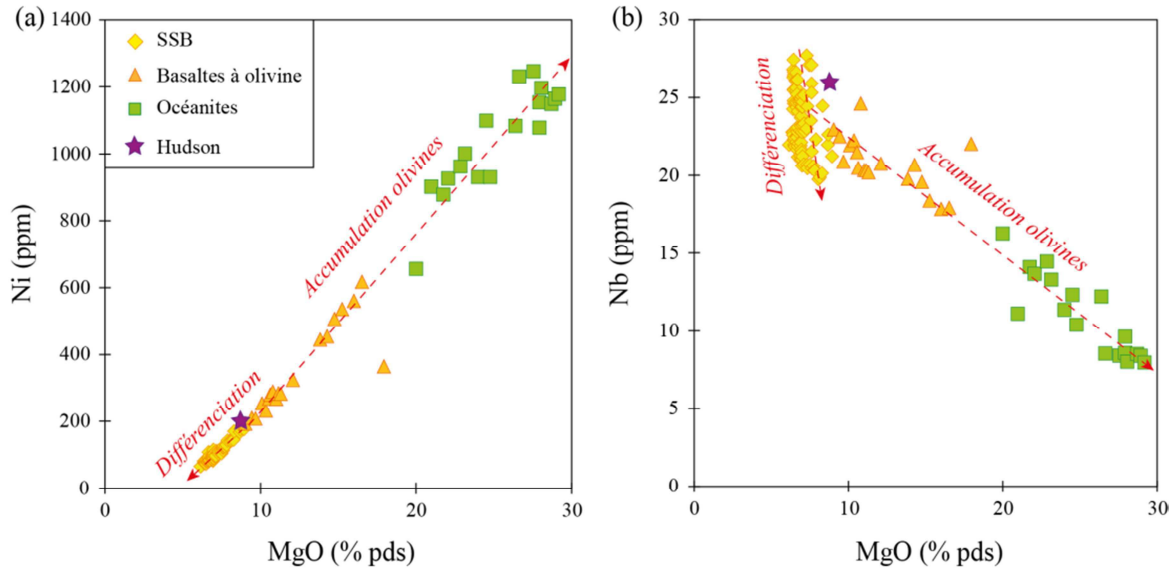 (a)
1400
1200
1000
800
600
400
200
0
Ni (ppm)
SSB
Basaltes à olivine
Océanites
Hudson
Accumulation olivines
Différenciation
0
10
20
30
MgO (% pds)
(b)
30
25
20
15
10
5
0
Nb (ppm)
Différenciation
Accumulation olivines
0
10
20
30
MgO (% pds)